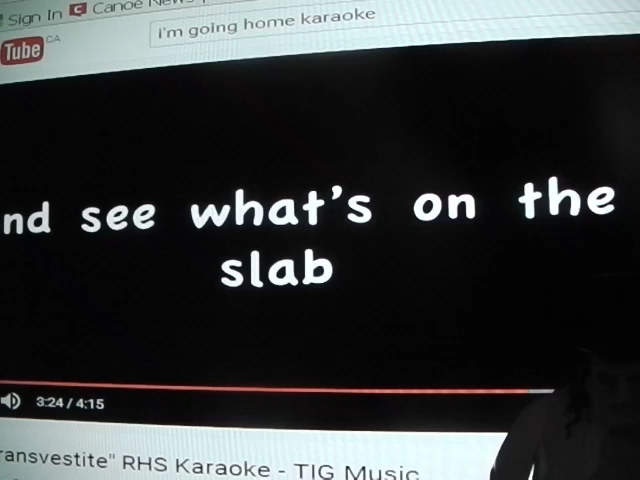 Sign In C Canoe
Tube CA
i'm going home karaoke
nd see what's on the
slab
3:24 / 4:15
ransvestite" RHS Karaoke - TIG Music